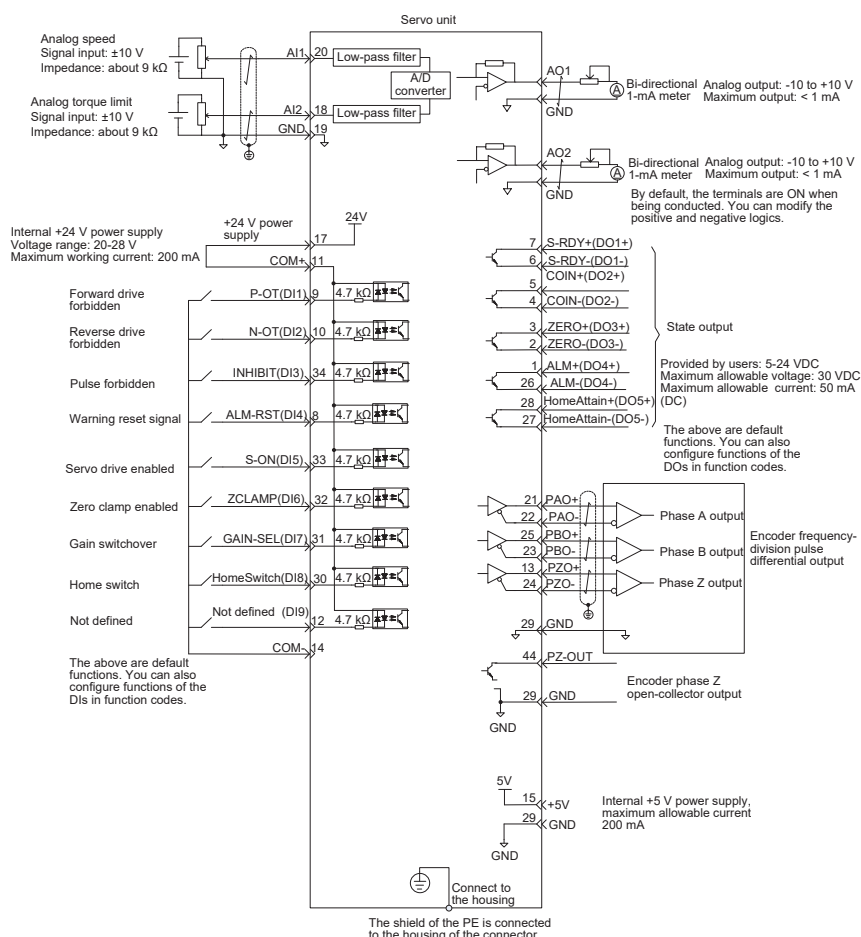 Servo unit
Analog speed
Signal input: ±10 V
Impedance: about 9 kΩ
AI1
20
Low-pass filter
A/D
converter
Analog torque limit
Signal input: ±10 V
Impedance: about 9 kΩ
AI2
18
Low-pass filter
GND
19
AO1
GND
A
Bi-directional
1-mA meter
Analog output: -10 to +10 V
Maximum output: < 1 mA
AO2
GND
A
Bi-directional
1-mA meter
Analog output: -10 to +10 V
Maximum output: < 1 mA
By default, the terminals are ON when
being conducted. You can modify the
positive and negative logics.
Internal +24 V power supply
Voltage range: 20-28 V
Maximum working current: 200 mA
+24 V power
supply
17
24V
COM+
11
Forward drive
forbidden
P-OT(DI1)
9
4.7 kΩ
Reverse drive
forbidden
N-OT(DI2)
10
4.7 kΩ
Pulse forbidden
INHIBIT(DI3)
34
4.7 kΩ
Warning reset signal
ALM-RST(DI4)
8
4.7 kΩ
Servo drive enabled
S-ON(DI5)
33
4.7 kΩ
Zero clamp enabled
ZCLAMP(DI6)
32
4.7 kΩ
Gain switchover
GAIN-SEL(DI7)
31
4.7 kΩ
Home switch
HomeSwitch(DI8)
30
4.7 kΩ
Not defined
Not defined (DI9)
12
4.7 kΩ
COM-
14
The above are default
functions. You can also
configure functions of the
DIs in function codes.
7
S-RDY+(DO1+)
6
S-RDY-(DO1-)
COIN+(DO2+)
5
4
COIN-(DO2-)
3
ZERO+(DO3+)
2
ZERO-(DO3-)
1
ALM+(DO4+)
26
ALM-(DO4-)
28
HomeAttain+(DO5+)
27
HomeAttain-(DO5-)
State output
Provided by users: 5-24 VDC
Maximum allowable voltage: 30 VDC
Maximum allowable current: 50 mA
(DC)
The above are default
functions. You can also
configure functions of the
DOs in function codes.
21
PAO+
22
PAO-
Phase A output
25
PBO+
23
PBO-
Phase B output
13
PZO+
24
PZO-
Phase Z output
Encoder frequency-
division pulse
differential output
29
GND
44
PZ-OUT
Encoder phase Z
open-collector output
29
GND
GND
5V
15
+5V
29
GND
GND
Internal +5 V power supply,
maximum allowable current
200 mA
Connect to
the housing
The shield of the PE is connected
to the housing of the connector.